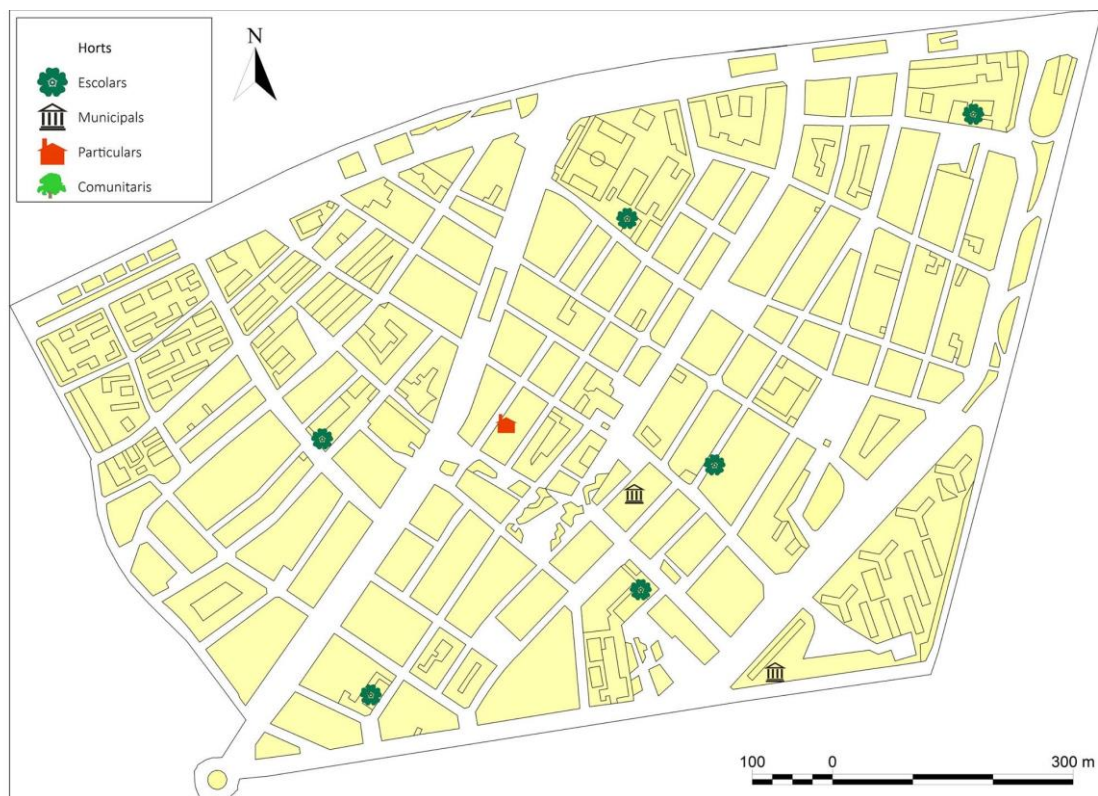 Horts
Escolars
Municipals
Particulars
Comunitaris
N
100 0 300 m